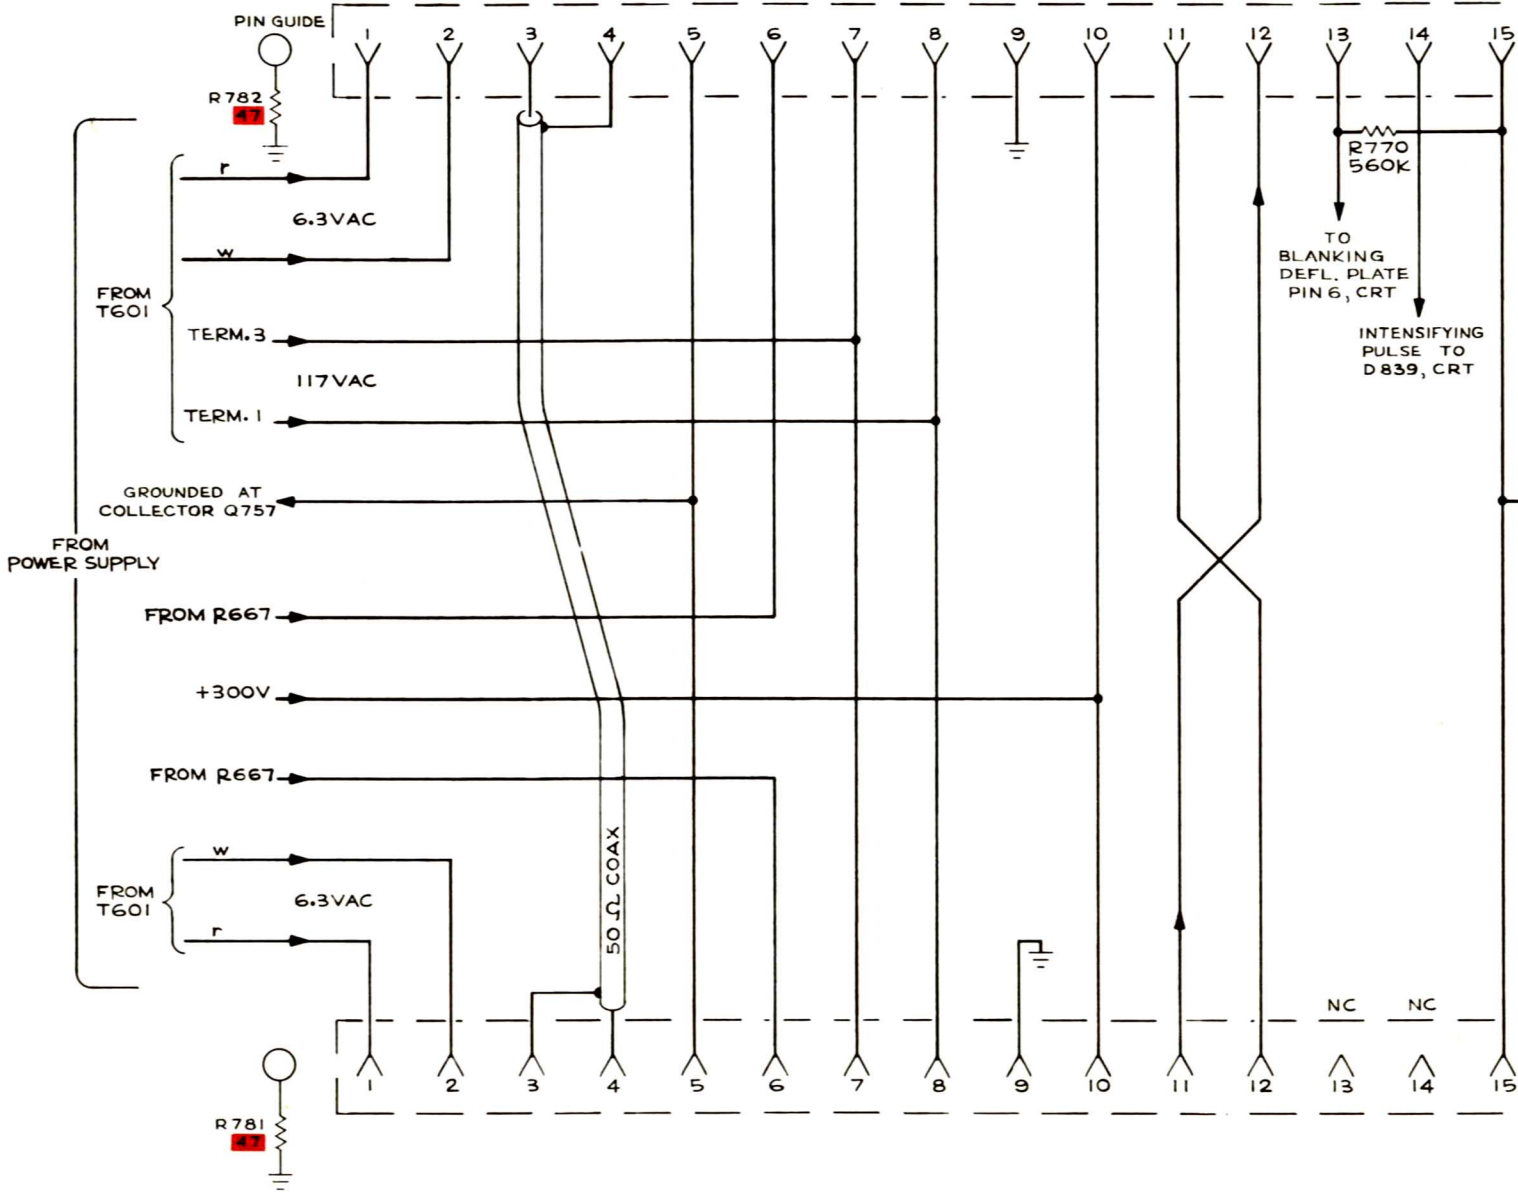 PIN GUIDE
1 2 3 4 5 6 7 8 9 10 11 12 13 14 15
R782
47
R770
560K
r
6.3VAC
w
TO
BLANKING
DEFL. PLATE
PIN 6, CRT
FROM
T601
TERM. 3
INTENSIFYING
PULSE TO
D839, CRT
117VAC
TERM. 1
GROUNDED AT
COLLECTOR Q757
FROM
POWER SUPPLY
FROM R667
+300V
FROM R667
50 Ω COAX
w
FROM
T601
6.3VAC
r
NC NC
1 2 3 4 5 6 7 8 9 10 11 12 13 14 15
R781
47